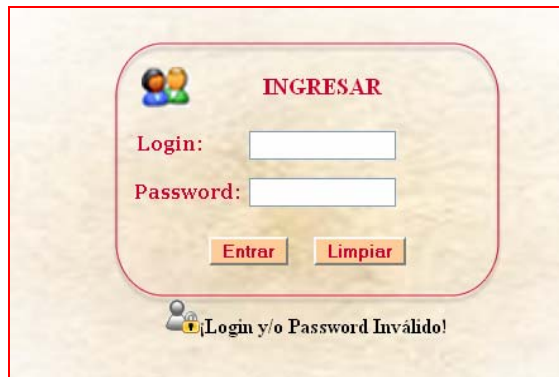 INGRESAR
Login:
Password:
Entrar Limpiar
¡Login y/o Password Inválido!